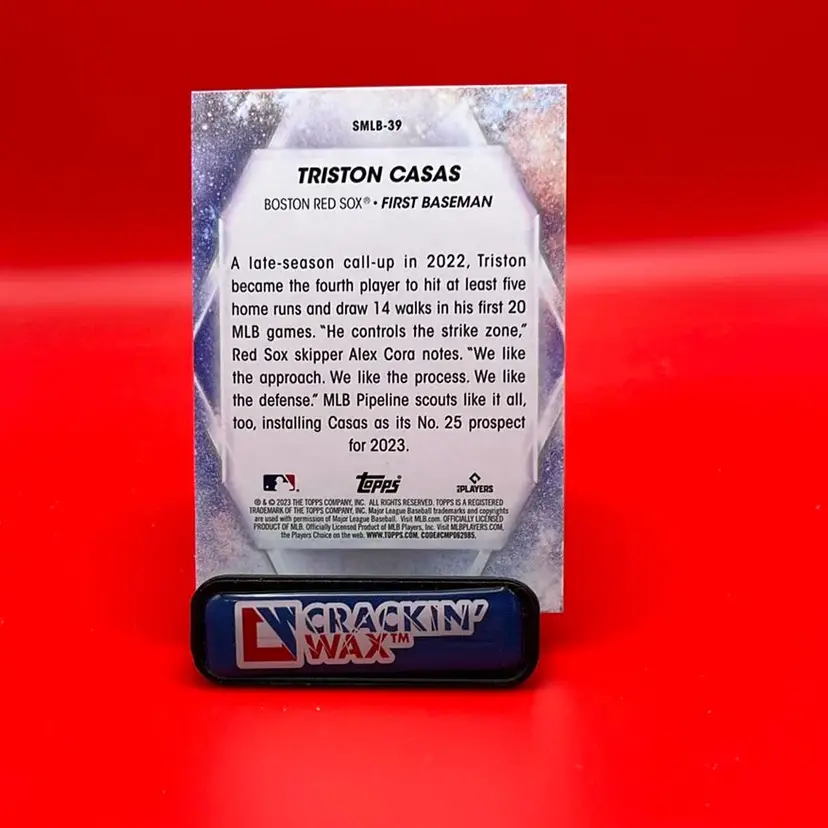 SMLB-39
TRISTON CASAS
BOSTON RED SOX® • FIRST BASEMAN
A late-season call-up in 2022, Triston
became the fourth player to hit at least five
home runs and draw 14 walks in his first 20
MLB games. "He controls the strike zone,"
Red Sox skipper Alex Cora notes. "We like
the approach. We like the process. We like
the defense." MLB Pipeline scouts like it all,
too, installing Casas as its No. 25 prospect
for 2023.
Topps
PLAYERS
® & © 2023 THE TOPPS COMPANY, INC. ALL RIGHTS RESERVED. TOPPS IS A REGISTERED
TRADEMARK OF THE TOPPS COMPANY, INC. Major League Baseball trademarks and copyrights
are used with permission of Major League Baseball. Visit MLB.com. OFFICIALLY LICENSED
PRODUCT OF MLB. Officially Licensed Product of MLB Players, Inc. Visit MLBPLAYERS.COM,
the Players Choice on the web. WWW.TOPPS.COM. CODE#CMP062985.
CW CRACKIN'
WAX™